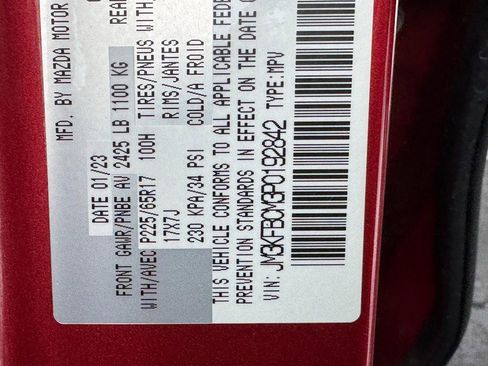 MFD. BY MAZDA MOTOR
DATE 01/23
FRONT GAWR/PNBE AV 2425 LB 1100 KG REAR
WITH/AVEC P225/65R17 100H TIRES/PNEUS WITH/
17X7J RIMS/JANTES
230 KPA/34 PSI COLD/A FROID
THIS VEHICLE CONFORMS TO ALL APPLICABLE FEDE
PREVENTION STANDARDS IN EFFECT ON THE DATE O
VIN: JM3KFBCM3P0192842 TYPE:MPV